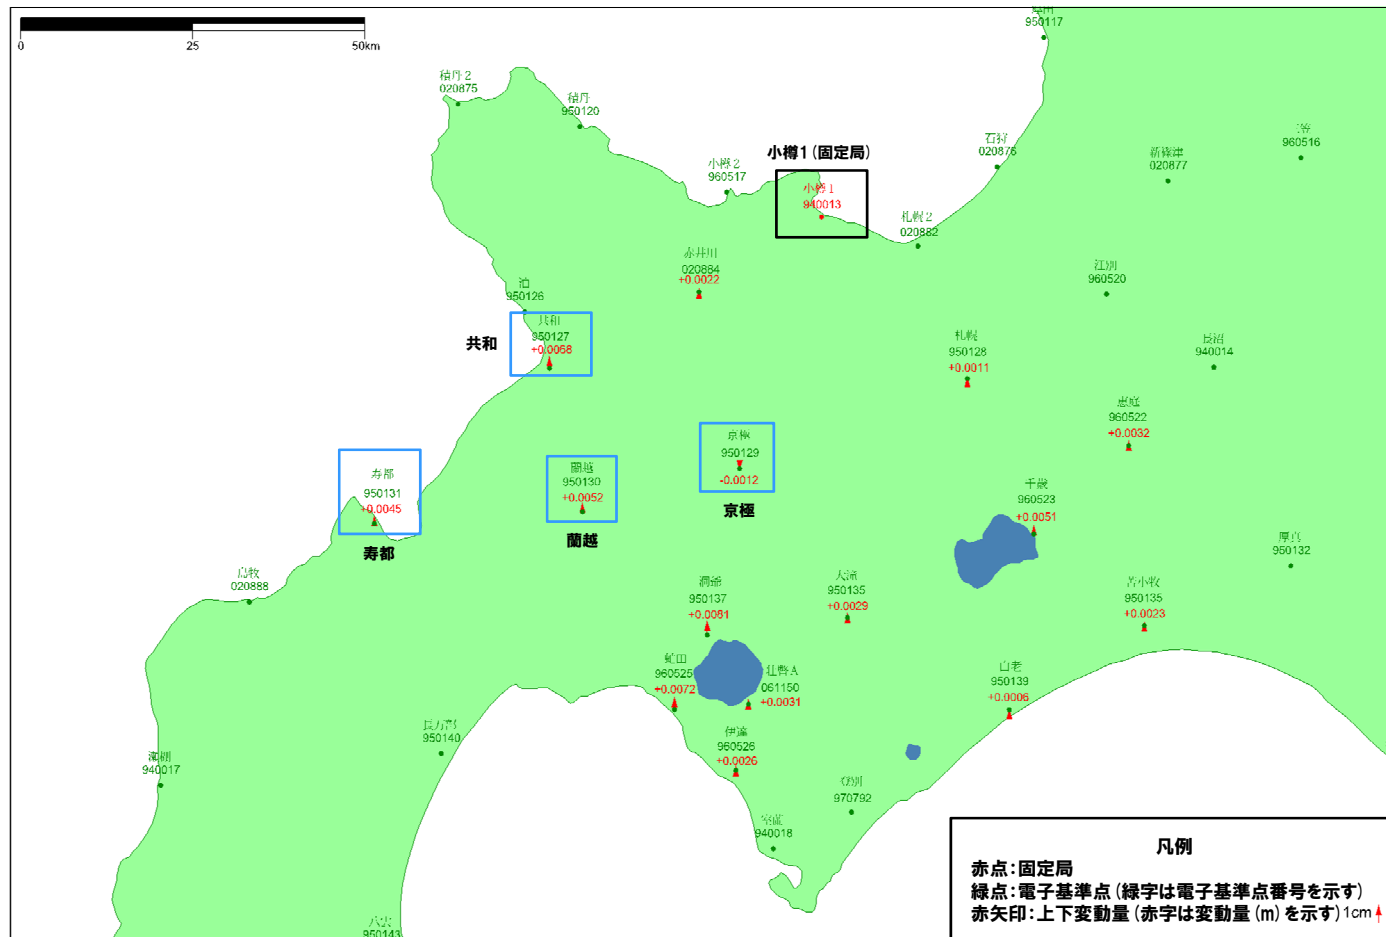 0
25
50km
950117
積丹2
020875
積丹
950120
小樽2
960517
小樽1(固定局)
小樽1
940013
石狩
020876
新篠津
020877
三笠
960516
札幌2
020882
赤井川
020884
+0.0022
江別
960520
泊
950126
共和
共和
950127
+0.0068
札幌
950128
+0.0011
長沼
940014
恵庭
960522
+0.0032
京極
950129
-0.0012
京極
蘭越
950130
+0.0052
蘭越
寿都
950131
+0.0045
寿都
千歳
960523
+0.0051
厚真
950132
島牧
020888
洞爺
950137
+0.0081
大滝
950135
+0.0029
苫小牧
950135
+0.0023
虻田
960525
+0.0072
壮瞥A
061150
+0.0031
白老
950139
+0.0006
長万部
950140
伊達
960526
+0.0026
瀬棚
940017
登別
970792
室蘭
940018
八雲
950143
凡例
赤点:固定局
緑点:電子基準点(緑字は電子基準点番号を示す)
赤矢印:上下変動量(赤字は変動量(m)を示す)1cm